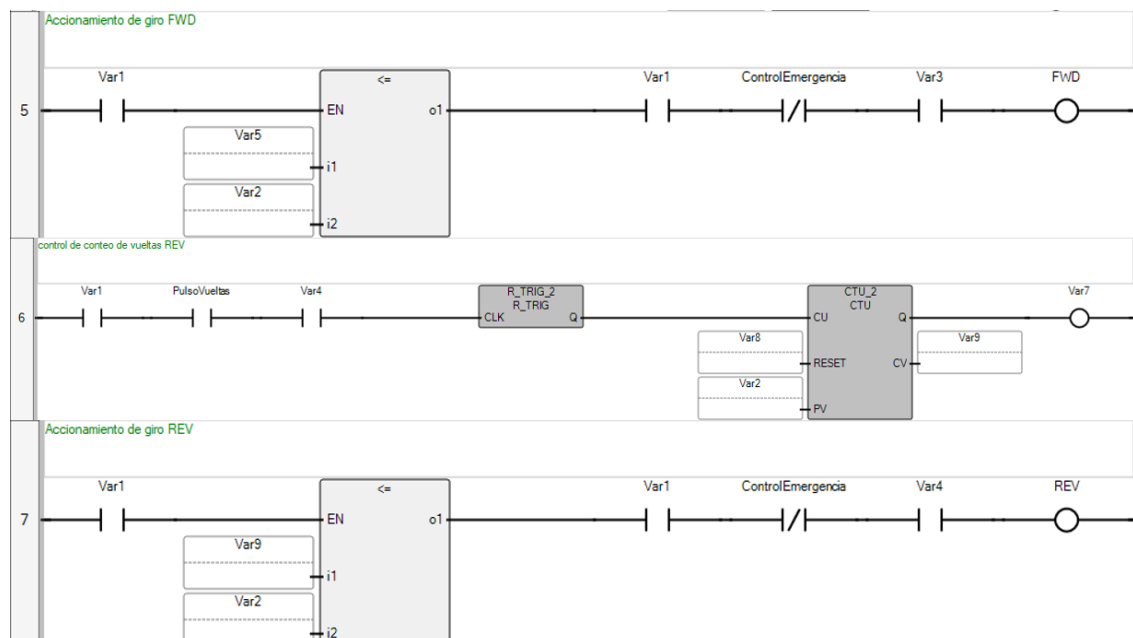 Accionamiento de giro FWD
Var1 <= Var1 ControlEmergencia Var3 FWD
5 EN o1
Var5
i1
Var2
i2
control de conteo de vueltas REV
Var1 PulsoVueltas Var4 R_TRIG_2 CTU_2 Var7
R_TRIG CTU
6 CLK Q CU Q
Var8 Var9
RESET CV
Var2
PV
Accionamiento de giro REV
Var1 <= Var1 ControlEmergencia Var4 REV
7 EN o1
Var9
i1
Var2
i2